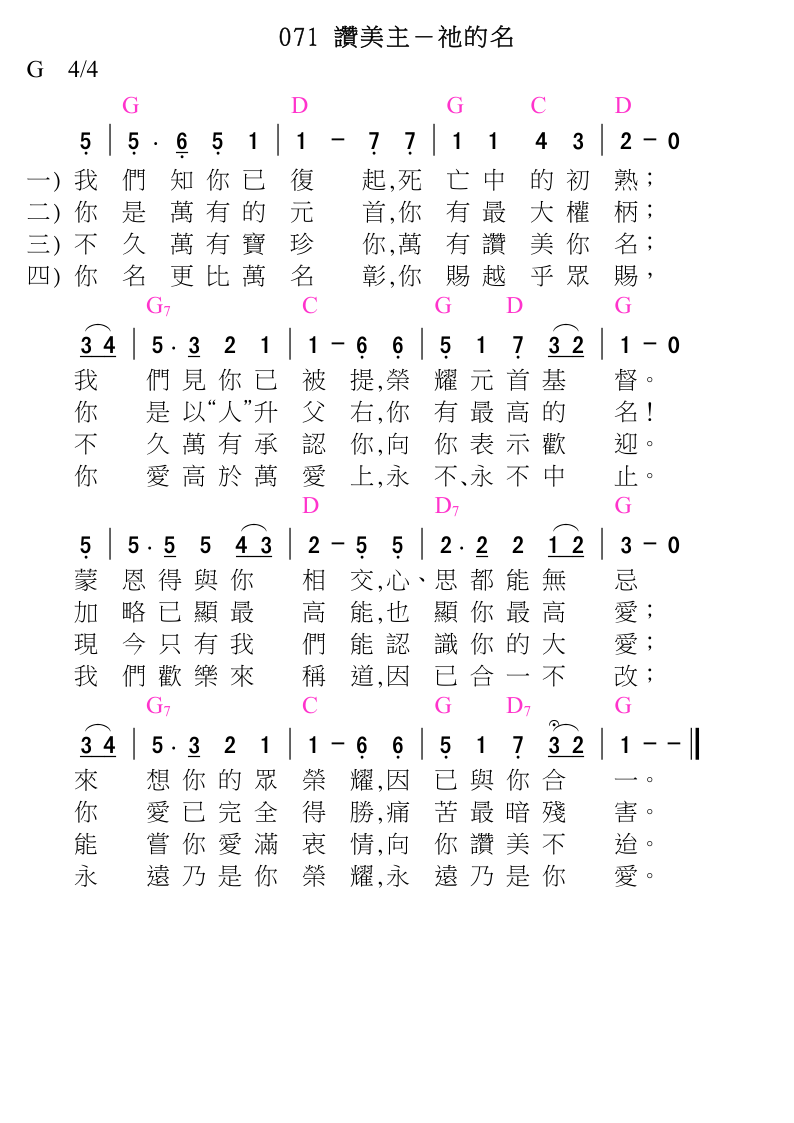 071 讚美主－祂的名
G 4/4
G D G C D
5 | 5 · 6 5 1 | 1 － 7 7 | 1 1 4 3 | 2 － 0
一) 我 們 知 你 已 復 起,死 亡 中 的 初 熟；
二) 你 是 萬 有 的 元 首,你 有 最 大 權 柄；
三) 不 久 萬 有 寶 珍 你,萬 有 讚 美 你 名；
四) 你 名 更 比 萬 名 彰,你 賜 越 乎 眾 賜，
G7 C G D G
3 4 | 5 · 3 2 1 | 1 － 6 6 | 5 1 7 3 2 | 1 － 0
我 們 見 你 已 被 提,榮 耀 元 首 基 督。
你 是 以“人”升 父 右,你 有 最 高 的 名！
不 久 萬 有 承 認 你,向 你 表 示 歡 迎。
你 愛 高 於 萬 愛 上,永 不、永 不 中 止。
D D7 G
5 | 5 · 5 5 4 3 | 2 － 5 5 | 2 · 2 2 1 2 | 3 － 0
蒙 恩 得 與 你 相 交,心、思 都 能 無 忌
加 略 已 顯 最 高 能,也 顯 你 最 高 愛；
現 今 只 有 我 們 能 認 識 你 的 大 愛；
我 們 歡 樂 來 稱 道,因 已 合 一 不 改；
G7 C G D7 G
3 4 | 5 · 3 2 1 | 1 － 6 6 | 5 1 7 3 2 | 1 － － ‖
來 想 你 的 眾 榮 耀,因 已 與 你 合 一。
你 愛 已 完 全 得 勝,痛 苦 最 暗 殘 害。
能 嘗 你 愛 滿 衷 情,向 你 讚 美 不 迨。
永 遠 乃 是 你 榮 耀,永 遠 乃 是 你 愛。